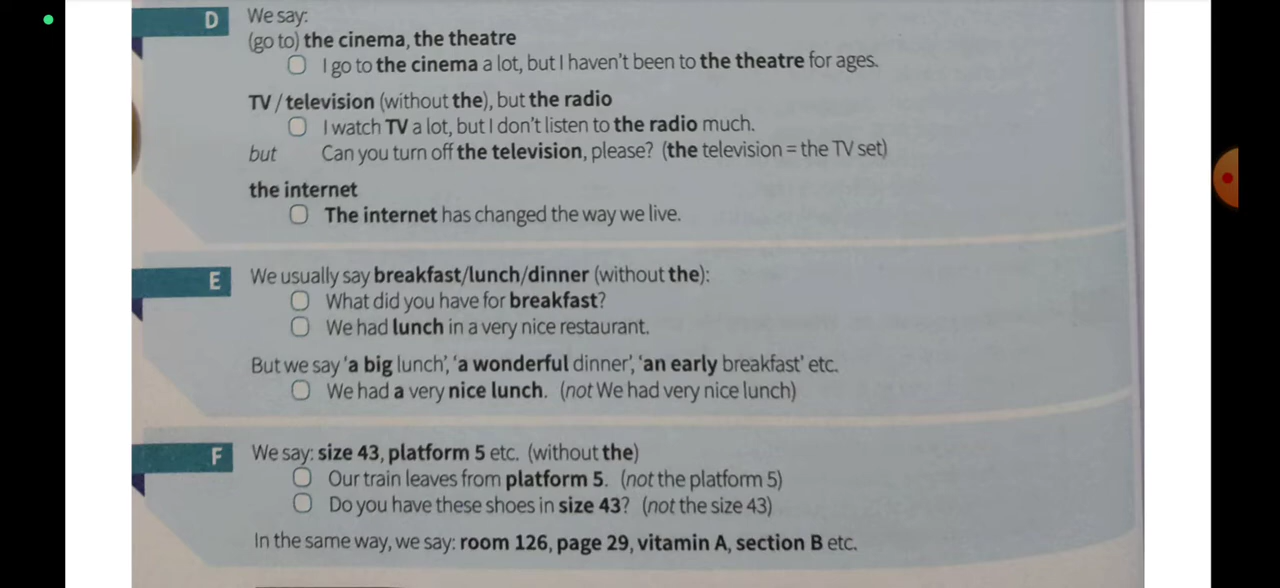 D We say:
(go to) the cinema, the theatre
I go to the cinema a lot, but I haven't been to the theatre for ages.
TV / television (without the), but the radio
I watch TV a lot, but I don't listen to the radio much.
but Can you turn off the television, please? (the television = the TV set)
the internet
The internet has changed the way we live.
E We usually say breakfast/lunch/dinner (without the):
What did you have for breakfast?
We had lunch in a very nice restaurant.
But we say 'a big lunch', 'a wonderful dinner', 'an early breakfast' etc.
We had a very nice lunch. (not We had very nice lunch)
F We say: size 43, platform 5 etc. (without the)
Our train leaves from platform 5. (not the platform 5)
Do you have these shoes in size 43? (not the size 43)
In the same way, we say: room 126, page 29, vitamin A, section B etc.